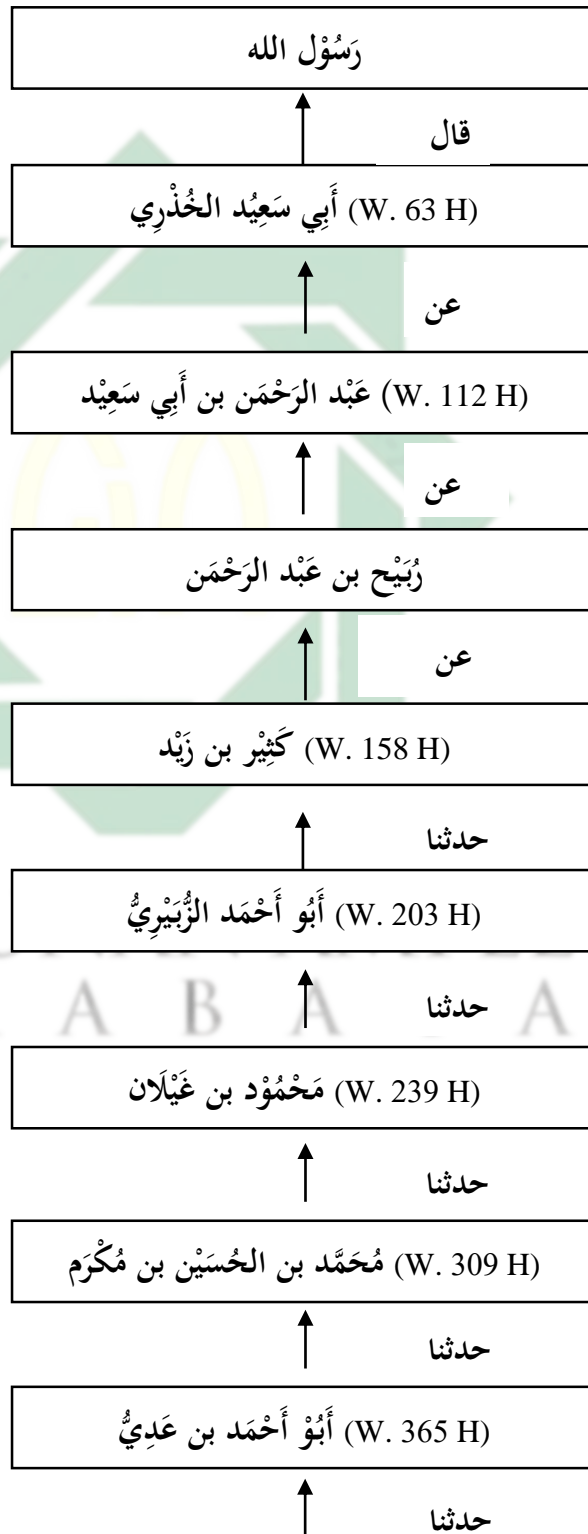 رَسُوْل الله
قال
أَبِي سَعِيُد الخُذْرِي (W. 63 H)
عن
عَبْد الرَحْمَن بن أَبِي سَعِيْد (W. 112 H)
عن
رُبَيْح بن عَبْد الرَحْمَن
عن
كَثِيْر بن زَيْد (W. 158 H)
حدثنا
أَبُو أَحْمَد الزُّبَيْرِيُّ (W. 203 H)
A B A A
حدثنا
مَحْمُوْد بن غَيْلَان (W. 239 H)
حدثنا
مُحَمَّد بن الحُسَيْن بن مُكْرَم (W. 309 H)
حدثنا
أَبُوْ أَحْمَد بن عَدِيُّ (W. 365 H)
حدثنا